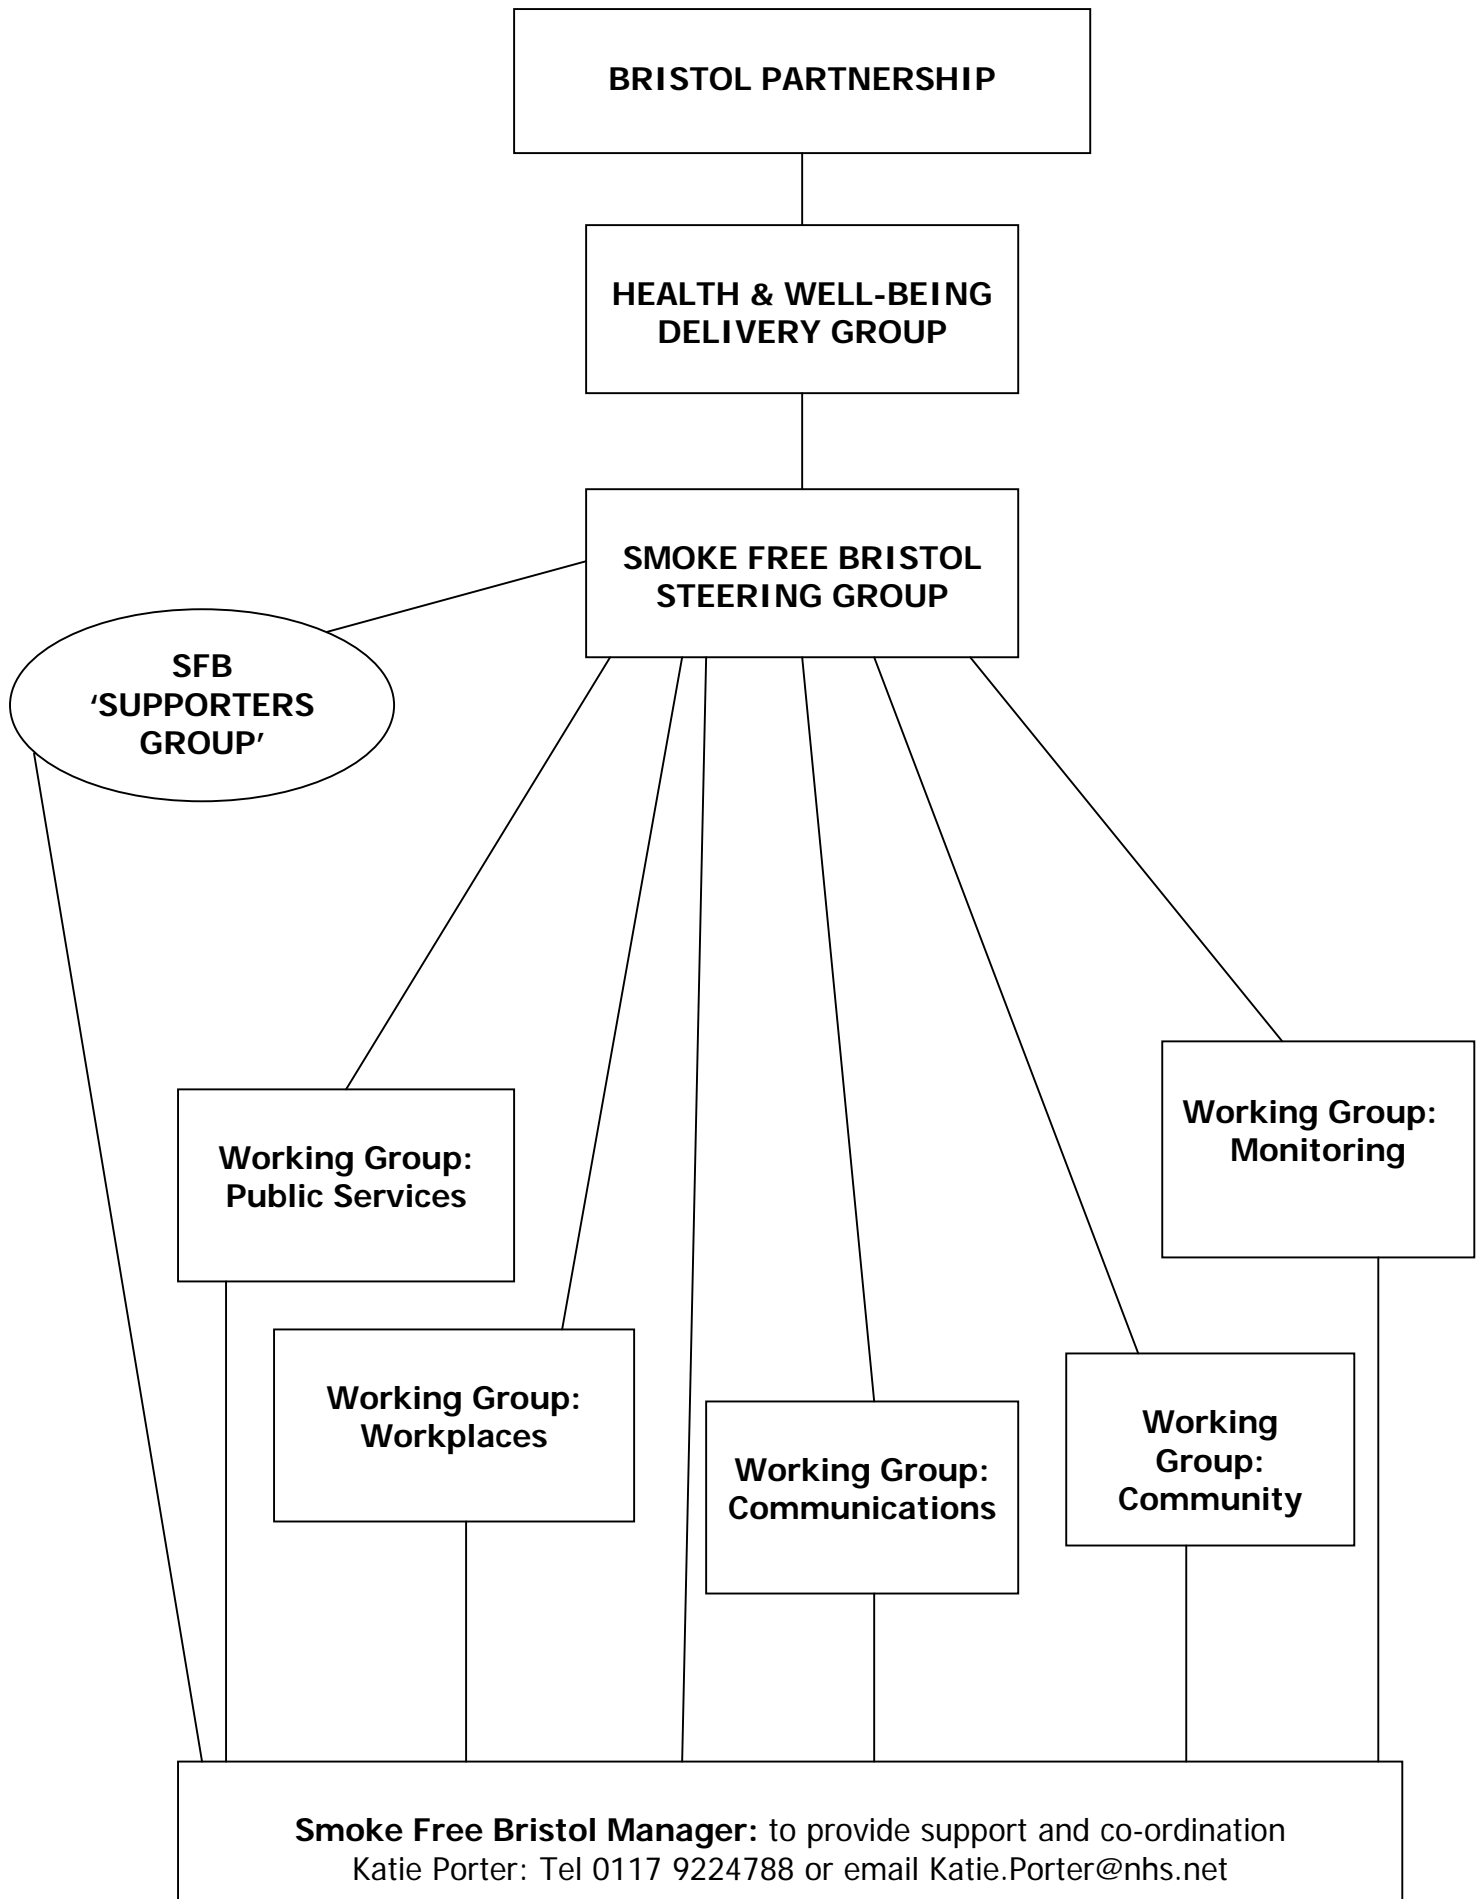 BRISTOL PARTNERSHIP
HEALTH & WELL-BEING
DELIVERY GROUP
SMOKE FREE BRISTOL
STEERING GROUP
SFB
‘SUPPORTERS
GROUP’
Working Group:
Public Services
Working Group:
Monitoring
Working Group:
Workplaces
Working Group:
Communications
Working
Group:
Community
Smoke Free Bristol Manager: to provide support and co-ordination
Katie Porter: Tel 0117 9224788 or email Katie.Porter@nhs.net